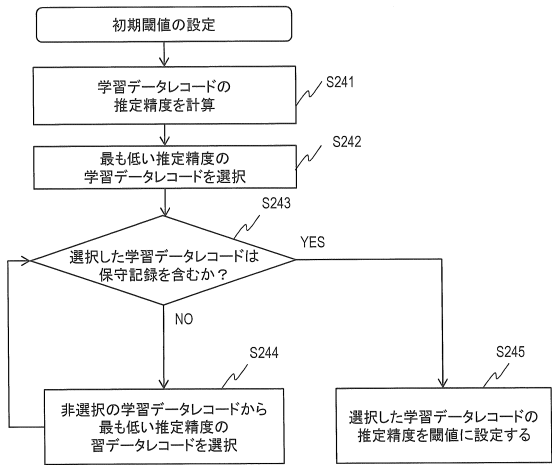 初期閾値の設定
学習データレコードの
推定精度を計算
S241
最も低い推定精度の
学習データレコードを選択
S242
選択した学習データレコードは
保守記録を含むか？
S243
YES
NO
非選択の学習データレコードから
最も低い推定精度の
習データレコードを選択
S244
選択した学習データレコードの
推定精度を閾値に設定する
S245